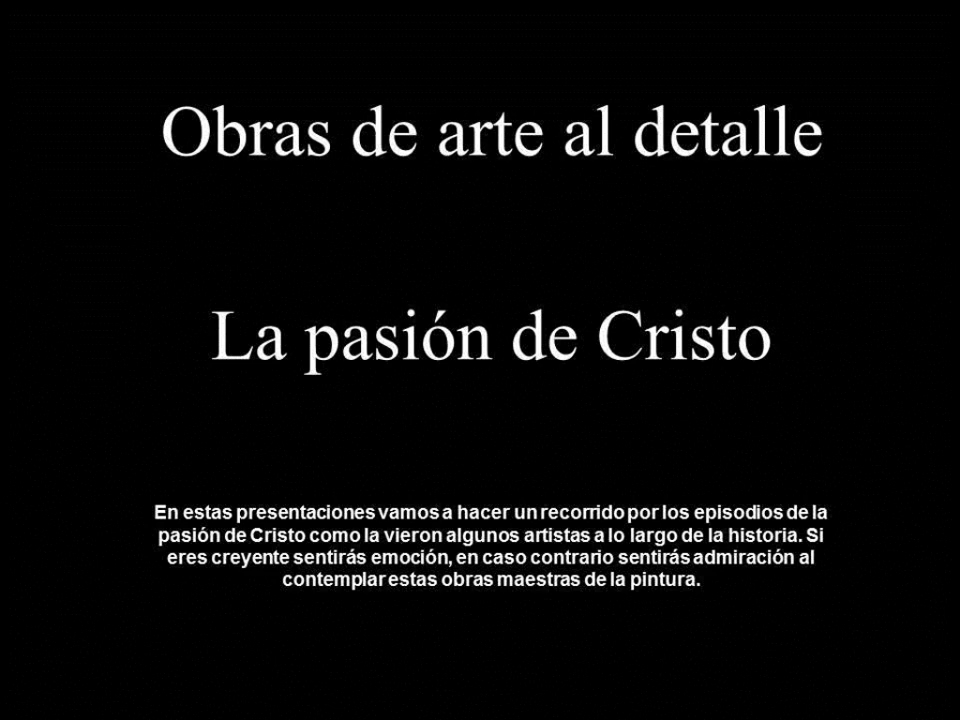 Obras de arte al detalle
La pasión de Cristo
En estas presentaciones vamos a hacer un recorrido por los episodios de la
pasión de Cristo como la vieron algunos artistas a lo largo de la historia. Si
eres creyente sentirás emoción, en caso contrario sentirás admiración al
contemplar estas obras maestras de la pintura.